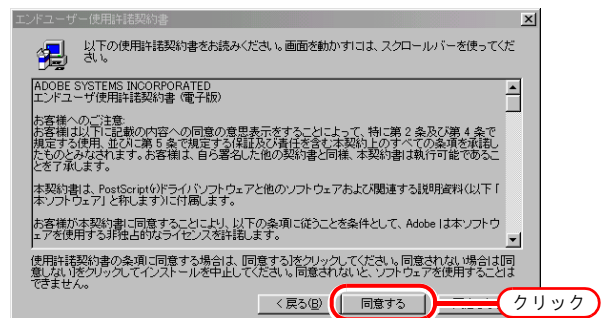 エンドユーザー使用許諾契約書
以下の使用許諾契約書をお読みください。画面を動かすには、スクロールバーを使ってくだ
さい。
ADOBE SYSTEMS INCORPORATED
エンドユーザ使用許諾契約書 (電子版)
お客様へのご注意:
お客様は以下に記載の内容への同意の意思表示をすることによって、特に第 2 条及び第 4 条で
規定する使用、並びに第 5 条で規定する保証及び責任を含む本契約上のすべての条項を承諾し
たものとみなされます。お客様は、自ら署名した他の契約書と同様、本契約書は執行可能であるこ
とを了承します。
本契約書は、PostScript(r)ドライバソフトウェアと他のソフトウェアおよび関連する説明資料(以下「
本ソフトウェア」と称します)に付属します。
お客様が本契約書に同意することにより、以下の条項に従うことを条件として、Adobe は本ソフトウ
ェアを使用する非独占的なライセンスを許諾します。
使用許諾契約書の条項に同意する場合は、[同意する]をクリックしてください。同意されない場合は[同
意しない]をクリックしてインストールを中止してください。同意されないと、ソフトウェアを使用することは
できません。
< 戻る(B)
同意する
クリック